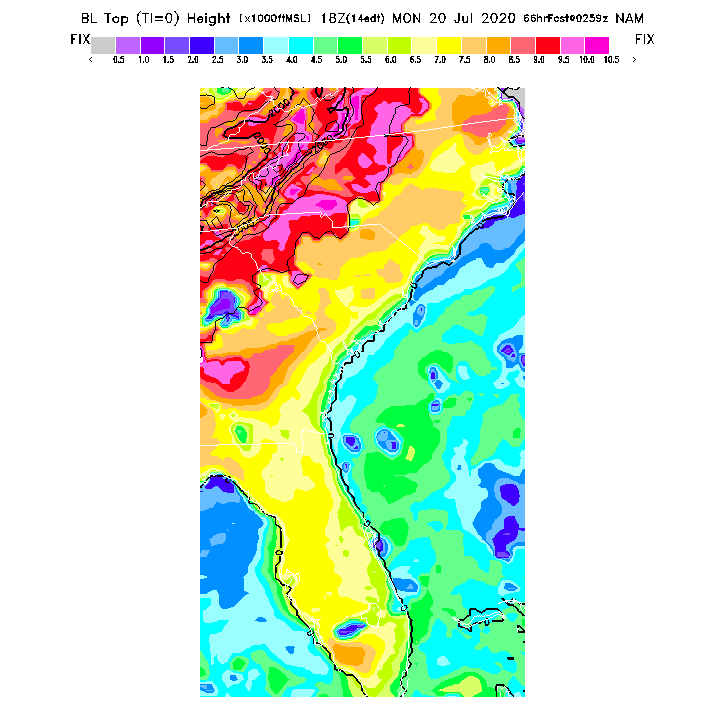 BL Top (TI=0) Height [x1000ftMSL] 18Z(14edt) MON 20 Jul 2020 66hrFcst@0259z NAM
FIX FIX
< 0.5 1.0 1.5 2.0 2.5 3.0 3.5 4.0 4.5 5.0 5.5 6.0 6.5 7.0 7.5 8.0 8.5 9.0 9.5 10.0 10.5 >
2000